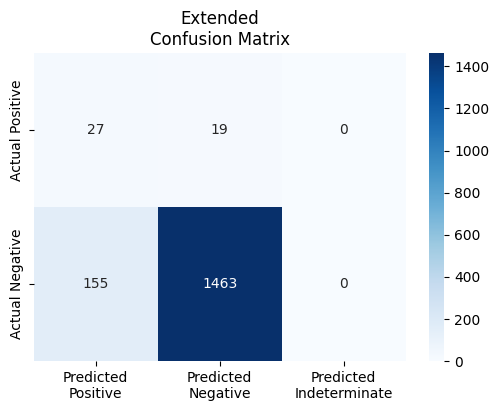 Extended
Confusion Matrix
Actual Positive
27 19 0
Actual Negative
155 1463 0
Predicted Positive
Predicted Negative
Predicted Indeterminate
1400
1200
1000
800
600
400
200
0